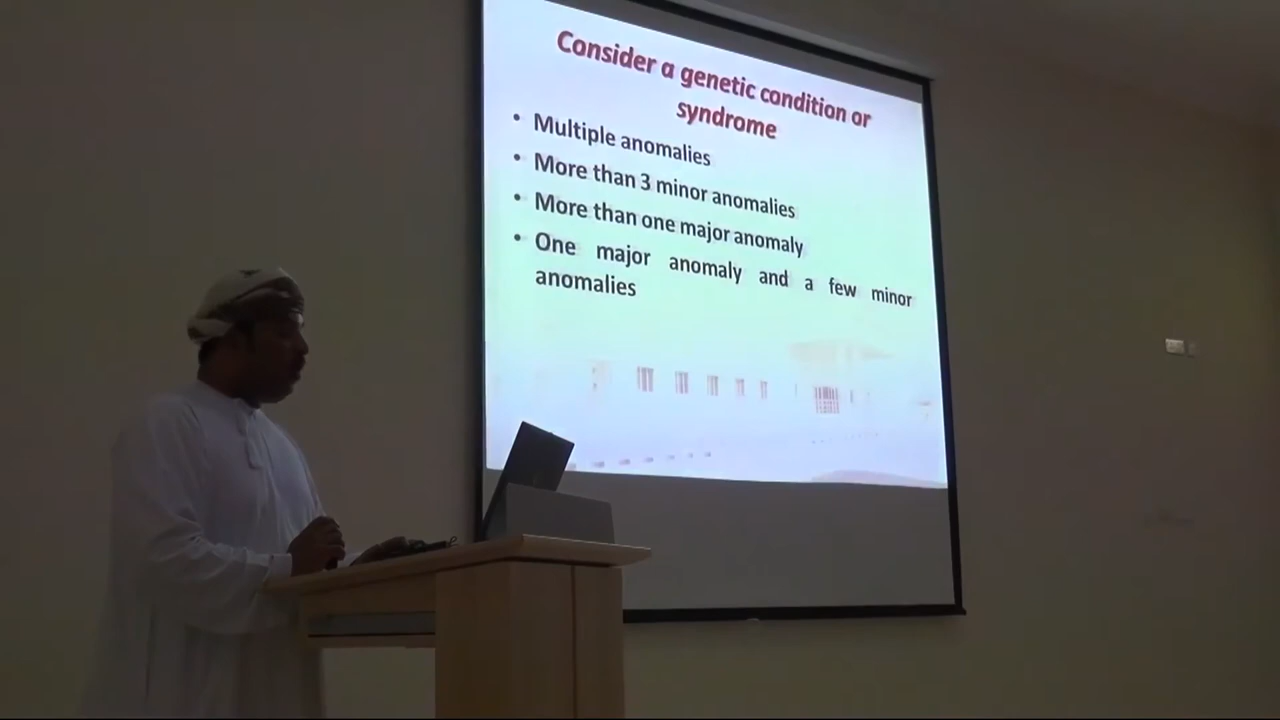 Consider a genetic condition or
syndrome
• Multiple anomalies
• More than 3 minor anomalies
• More than one major anomaly
• One major anomaly and a few minor
anomalies